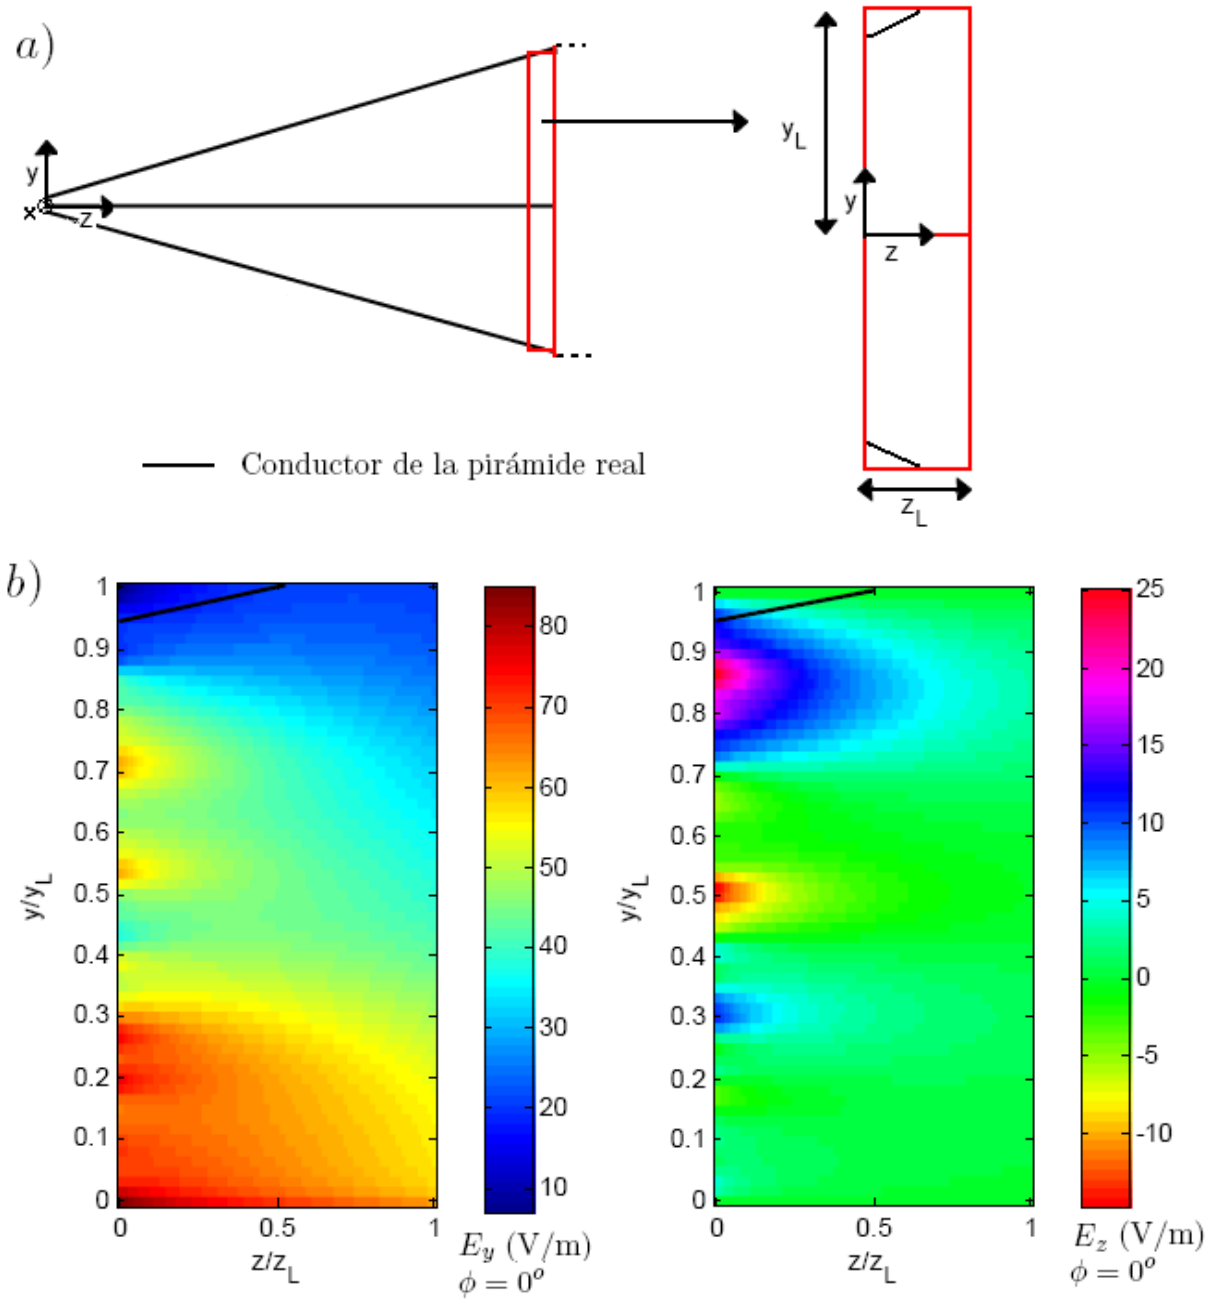 a)
y
x
z
y_L
y
z
z_L
Conductor de la pirámide real
b)
1
0.9
0.8
0.7
0.6
0.5
0.4
0.3
0.2
0.1
0
y/y_L
0 0.5 1
z/z_L
80
70
60
50
40
30
20
10
E_y (V/m)
ϕ = 0º
1
0.9
0.8
0.7
0.6
0.5
0.4
0.3
0.2
0.1
0
y/y_L
0 0.5 1
z/z_L
25
20
15
10
5
0
-5
-10
E_z (V/m)
ϕ = 0º